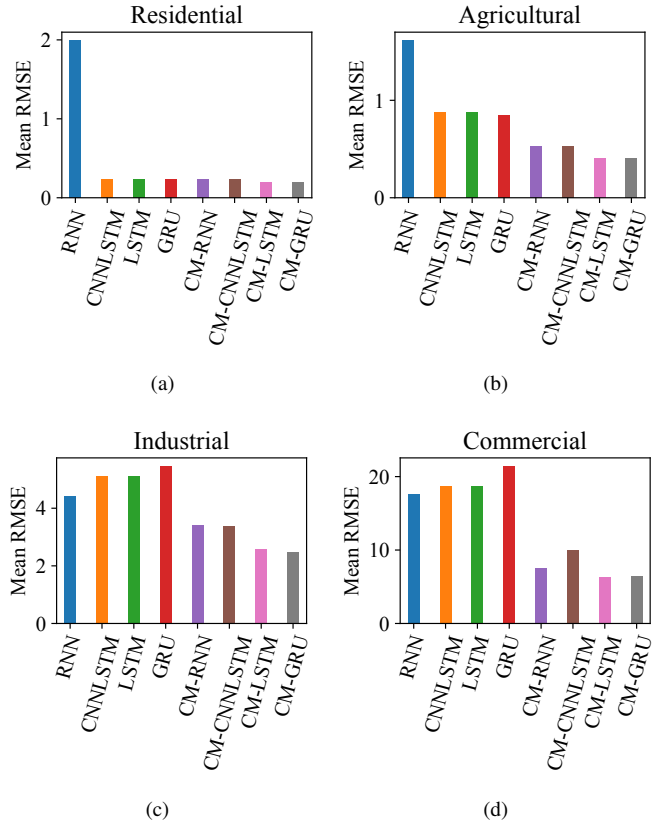 Residential
Mean RMSE
2
1
0
RNN
CNNLSTM
LSTM
GRU
CM-RNN
CM-CNNLSTM
CM-LSTM
CM-GRU
(a)
Agricultural
Mean RMSE
1
0
RNN
CNNLSTM
LSTM
GRU
CM-RNN
CM-CNNLSTM
CM-LSTM
CM-GRU
(b)
Industrial
Mean RMSE
4
2
0
RNN
CNNLSTM
LSTM
GRU
CM-RNN
CM-CNNLSTM
CM-LSTM
CM-GRU
(c)
Commercial
Mean RMSE
20
10
0
RNN
CNNLSTM
LSTM
GRU
CM-RNN
CM-CNNLSTM
CM-LSTM
CM-GRU
(d)